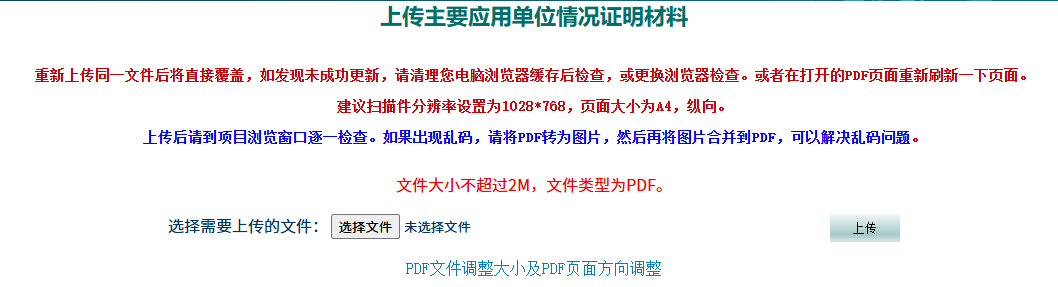 上传主要应用单位情况证明材料
重新上传同一文件后将直接覆盖，如发现未成功更新，请清理您电脑浏览器缓存后检查，或更换浏览器检查。或者在打开的PDF页面重新刷新一下页面。
建议扫描件分辨率设置为1028*768，页面大小为A4，纵向。
上传后请到项目浏览窗口逐一检查。如果出现乱码，请将PDF转为图片，然后再将图片合并到PDF，可以解决乱码问题。
文件大小不超过2M，文件类型为PDF。
选择需要上传的文件： 选择文件 未选择文件 上传
PDF文件调整大小及PDF页面方向调整